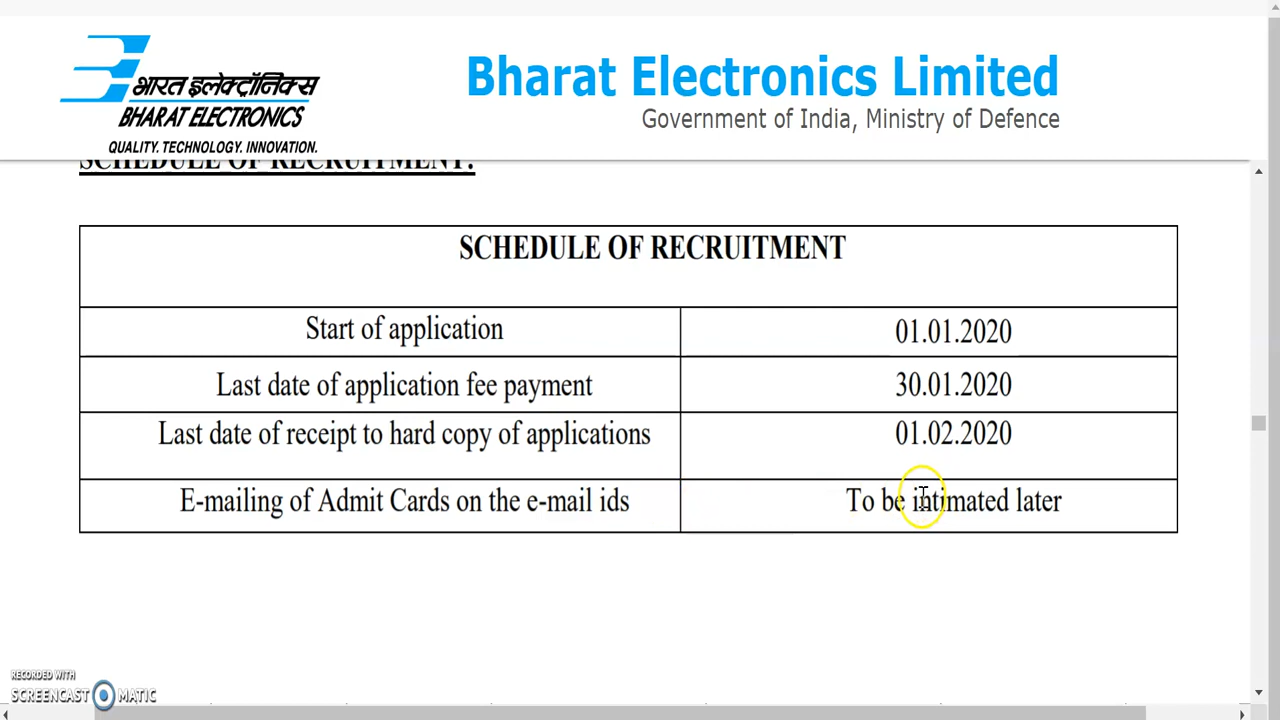 भारत इलेक्ट्रॉनिक्स
BHARAT ELECTRONICS
QUALITY. TECHNOLOGY. INNOVATION.
Bharat Electronics Limited
Government of India, Ministry of Defence
SCHEDULE OF RECRUITMENT:
SCHEDULE OF RECRUITMENT
Start of application 01.01.2020
Last date of application fee payment 30.01.2020
Last date of receipt to hard copy of applications 01.02.2020
E-mailing of Admit Cards on the e-mail ids To be intimated later
RECORDED WITH
SCREENCAST MATIC